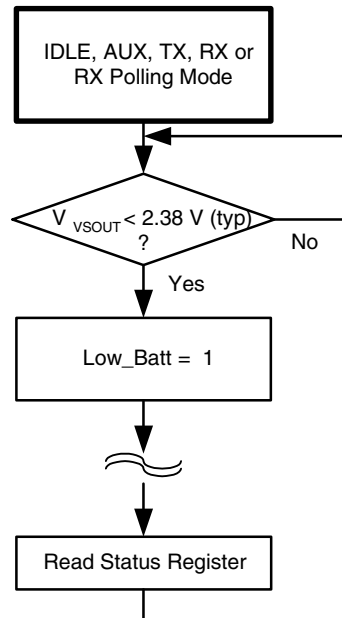 IDLE, AUX, TX, RX or
RX Polling Mode
V VSOUT < 2.38 V (typ)
?
No
Yes
Low_Batt = 1
Read Status Register